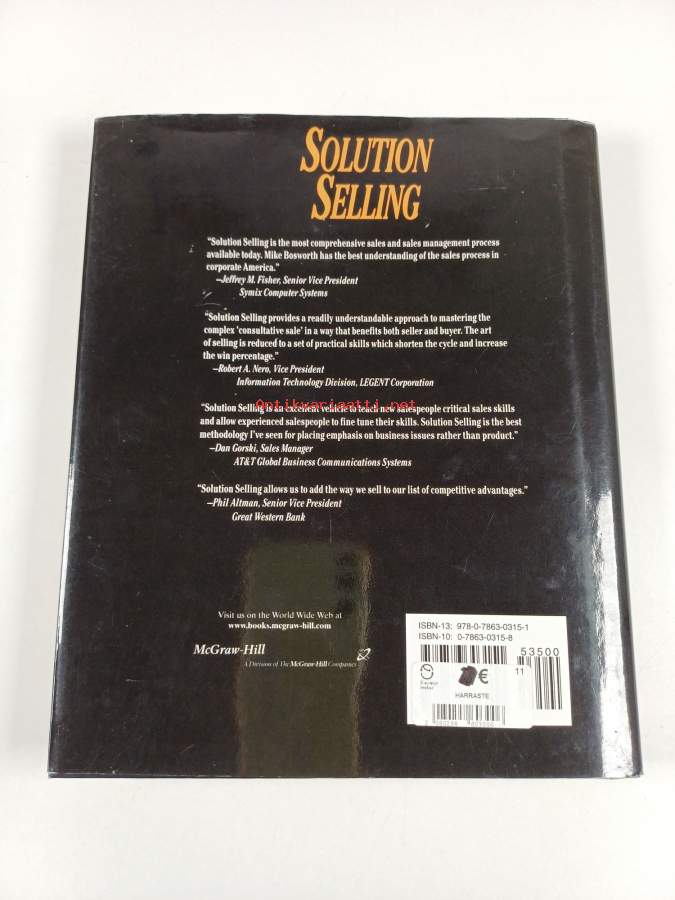 SOLUTION
SELLING
"Solution Selling is the most comprehensive sales and sales management process
available today. Mike Bosworth has the best understanding of the sales process in
corporate America."
—Jeffrey M. Fisher, Senior Vice President
Symix Computer Systems
"Solution Selling provides a readily understandable approach to mastering the
complex 'consultative sale' in a way that benefits both seller and buyer. The art
of selling is reduced to a set of practical skills which shorten the cycle and increase
the win percentage."
—Robert A. Nero, Vice President
Information Technology Division, LEGENT Corporation
Antikvariaatti.net
"Solution Selling is an excellent vehicle to teach new salespeople critical sales skills
and allow experienced salespeople to fine tune their skills. Solution Selling is the best
methodology I've seen for placing emphasis on business issues rather than product."
—Dan Gorski, Sales Manager
AT&T Global Business Communications Systems
"Solution Selling allows us to add the way we sell to our list of competitive advantages."
—Phil Altman, Senior Vice President
Great Western Bank
Visit us on the World Wide Web at
www.books.mcgraw-hill.com
McGraw-Hill
A Division of The McGraw-Hill Companies
ISBN-13: 978-0-7863-0315-1
ISBN-10: 0-7863-0315-8
53500
€
11
HARRASTE